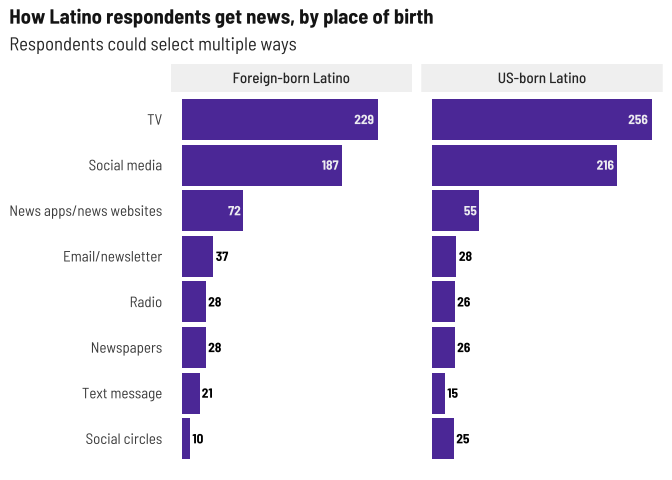 How Latino respondents get news, by place of birth
Respondents could select multiple ways
Foreign-born Latino US-born Latino
TV 229 256
Social media 187 216
News apps/news websites 72 55
Email/newsletter 37 28
Radio 28 26
Newspapers 28 26
Text message 21 15
Social circles 10 25